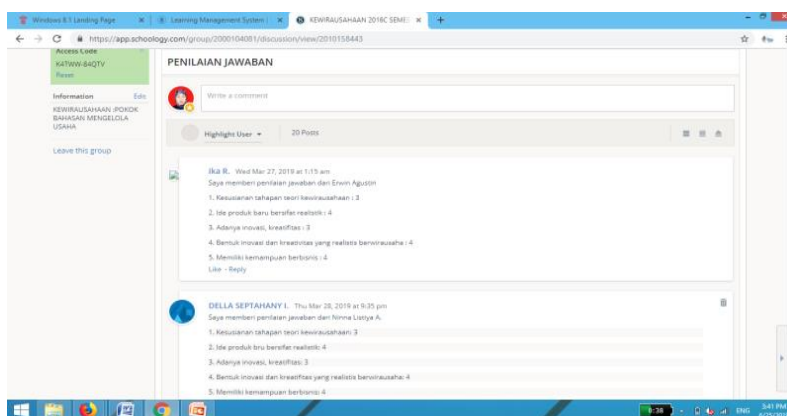 Windows 8.1 Landing Page
Learning Management System |
KEWIRAUSAHAAN 2016C SEME
https://app.schoology.com/group/2000104081/discussion/view/2010158443
Access Code
K4TWW-84QTV
Reset
Information Edit
KEWIRAUSAHAAN :POKOK
BAHASAN MENGELOLA
USAHA
Leave this group
PENILAIAN JAWABAN
Write a comment
Highlight User
20 Posts
Ika R. Wed Mar 27, 2019 at 1:15 am
Saya memberi penilaian jawaban dari Erwin Agustin
1. Kesusianan tahapan teori kewirausahaan : 3
2. Ide produk baru bersifat realistik : 4
3. Adanya inovasi, kreatifitas : 3
4. Bentuk inovasi dan kreativitas yang realistis berwirausaha : 4
5. Memiliki kemampuan berbisnis : 4
Like - Reply
DELLA SEPTAHANY I. Thu Mar 28, 2019 at 9:35 pm
Saya memberi penilaian jawaban dari Ninna Listiya A.
1. Kesusianan tahapan teori kewirausahaan: 3
2. Ide produk bru bersifat realistik: 4
3. Adanya inovasi, kreatifitas: 3
4. Bentuk inovasi dan kreatifitas yang realistis berwirausaha: 4
5. Memiliki kemampuan berbisnis: 4
0:38
ENG
3:41 PM